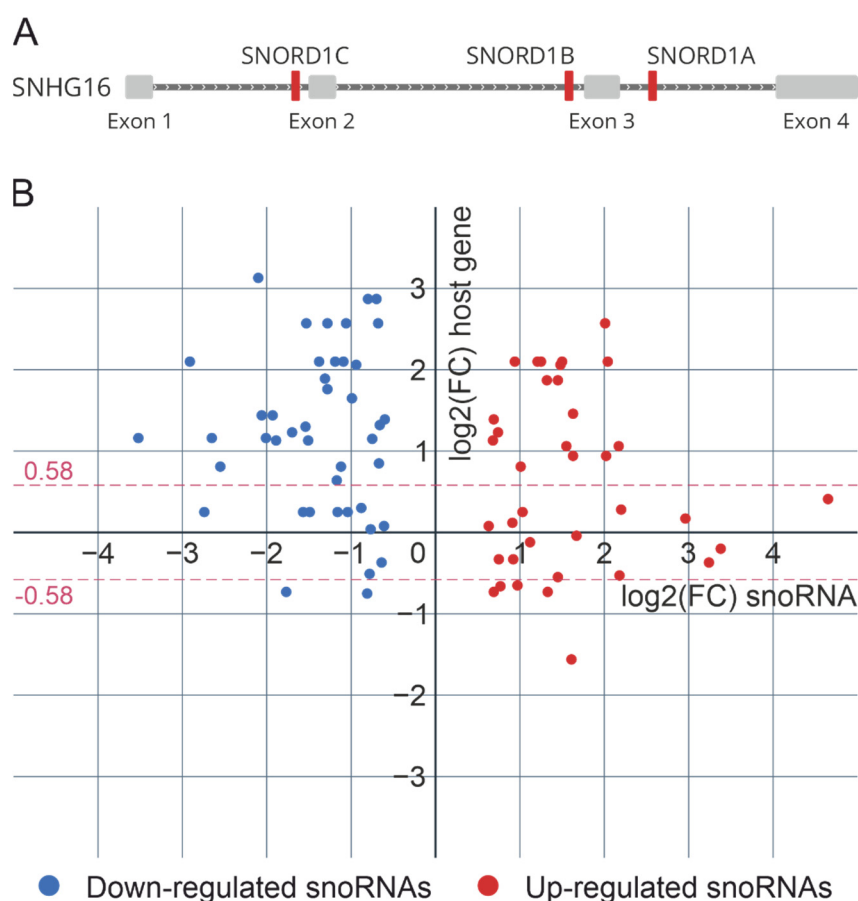 A
SNORD1C SNORD1B SNORD1A
SNHG16
Exon 1 Exon 2 Exon 3 Exon 4
B
log2(FC) host gene
3
2
1
0.58
−4 −3 −2 −1 0 1 2 3 4
-0.58
log2(FC) snoRNA
−1
−2
−3
Down-regulated snoRNAs Up-regulated snoRNAs